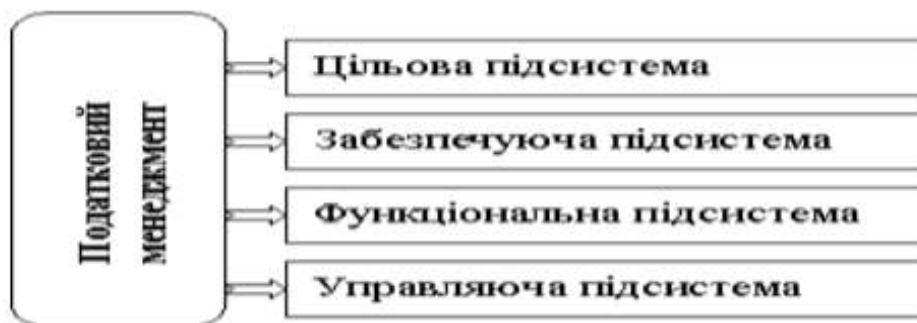 Податковий
менеджмент
Цільова підсистема
Забезпечуюча підсистема
Функціональна підсистема
Управляюча підсистема